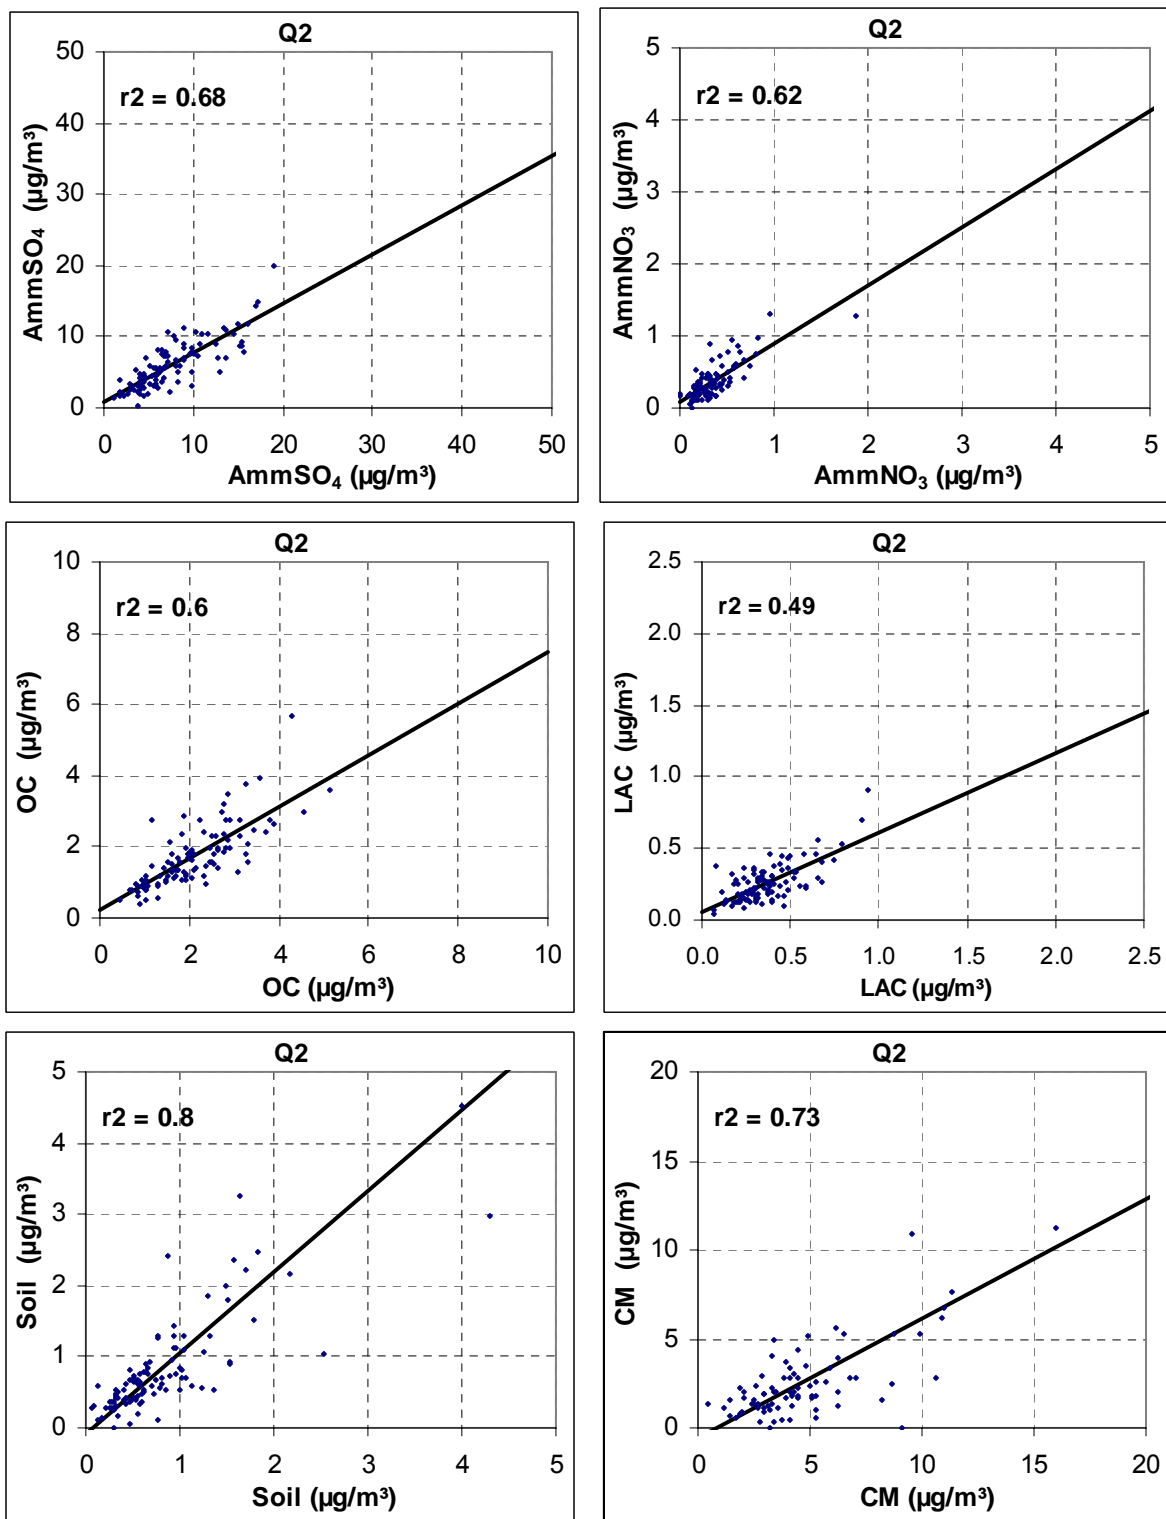 Q2
r2 = 0.68
AmmSO₄ (µg/m³)
50
40
30
20
10
0
0 10 20 30 40 50
AmmSO₄ (µg/m³)
Q2
r2 = 0.62
AmmNO₃ (µg/m³)
5
4
3
2
1
0
0 1 2 3 4 5
AmmNO₃ (µg/m³)
Q2
r2 = 0.6
OC (µg/m³)
10
8
6
4
2
0
0 2 4 6 8 10
OC (µg/m³)
Q2
r2 = 0.49
LAC (µg/m³)
2.5
2.0
1.5
1.0
0.5
0.0
0.0 0.5 1.0 1.5 2.0 2.5
LAC (µg/m³)
Q2
r2 = 0.8
Soil (µg/m³)
5
4
3
2
1
0
0 1 2 3 4 5
Soil (µg/m³)
Q2
r2 = 0.73
CM (µg/m³)
20
15
10
5
0
0 5 10 15 20
CM (µg/m³)